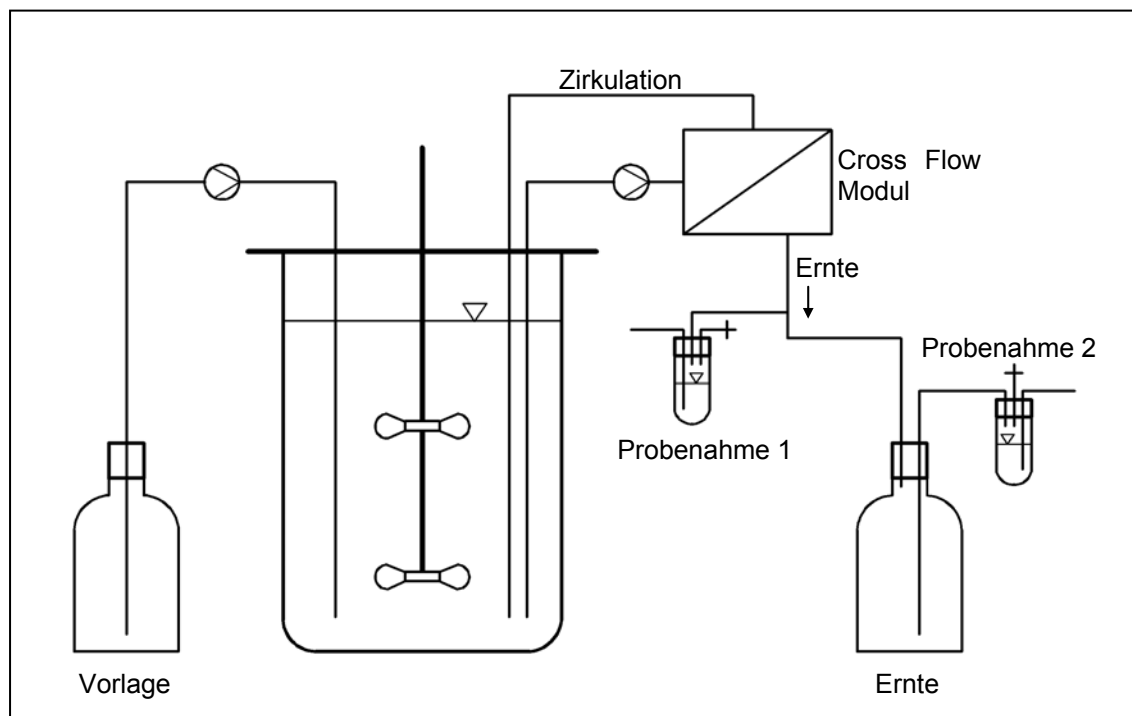 Zirkulation
Cross Flow
Modul
Ernte
Probenahme 2
Probenahme 1
Vorlage
Ernte